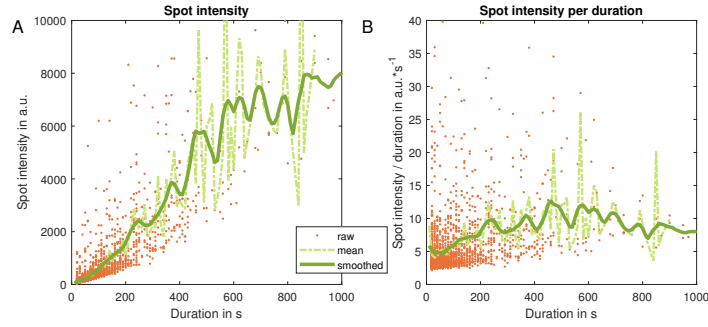 A
Spot intensity
10000
8000
6000
4000
2000
0
Spot intensity in a.u.
0
200
400
600
800
1000
Duration in s
raw
mean
smoothed
B
Spot intensity per duration
40
35
30
25
20
15
10
5
0
Spot intensity / duration in a.u.*s⁻¹
0
200
400
600
800
1000
Duration in s